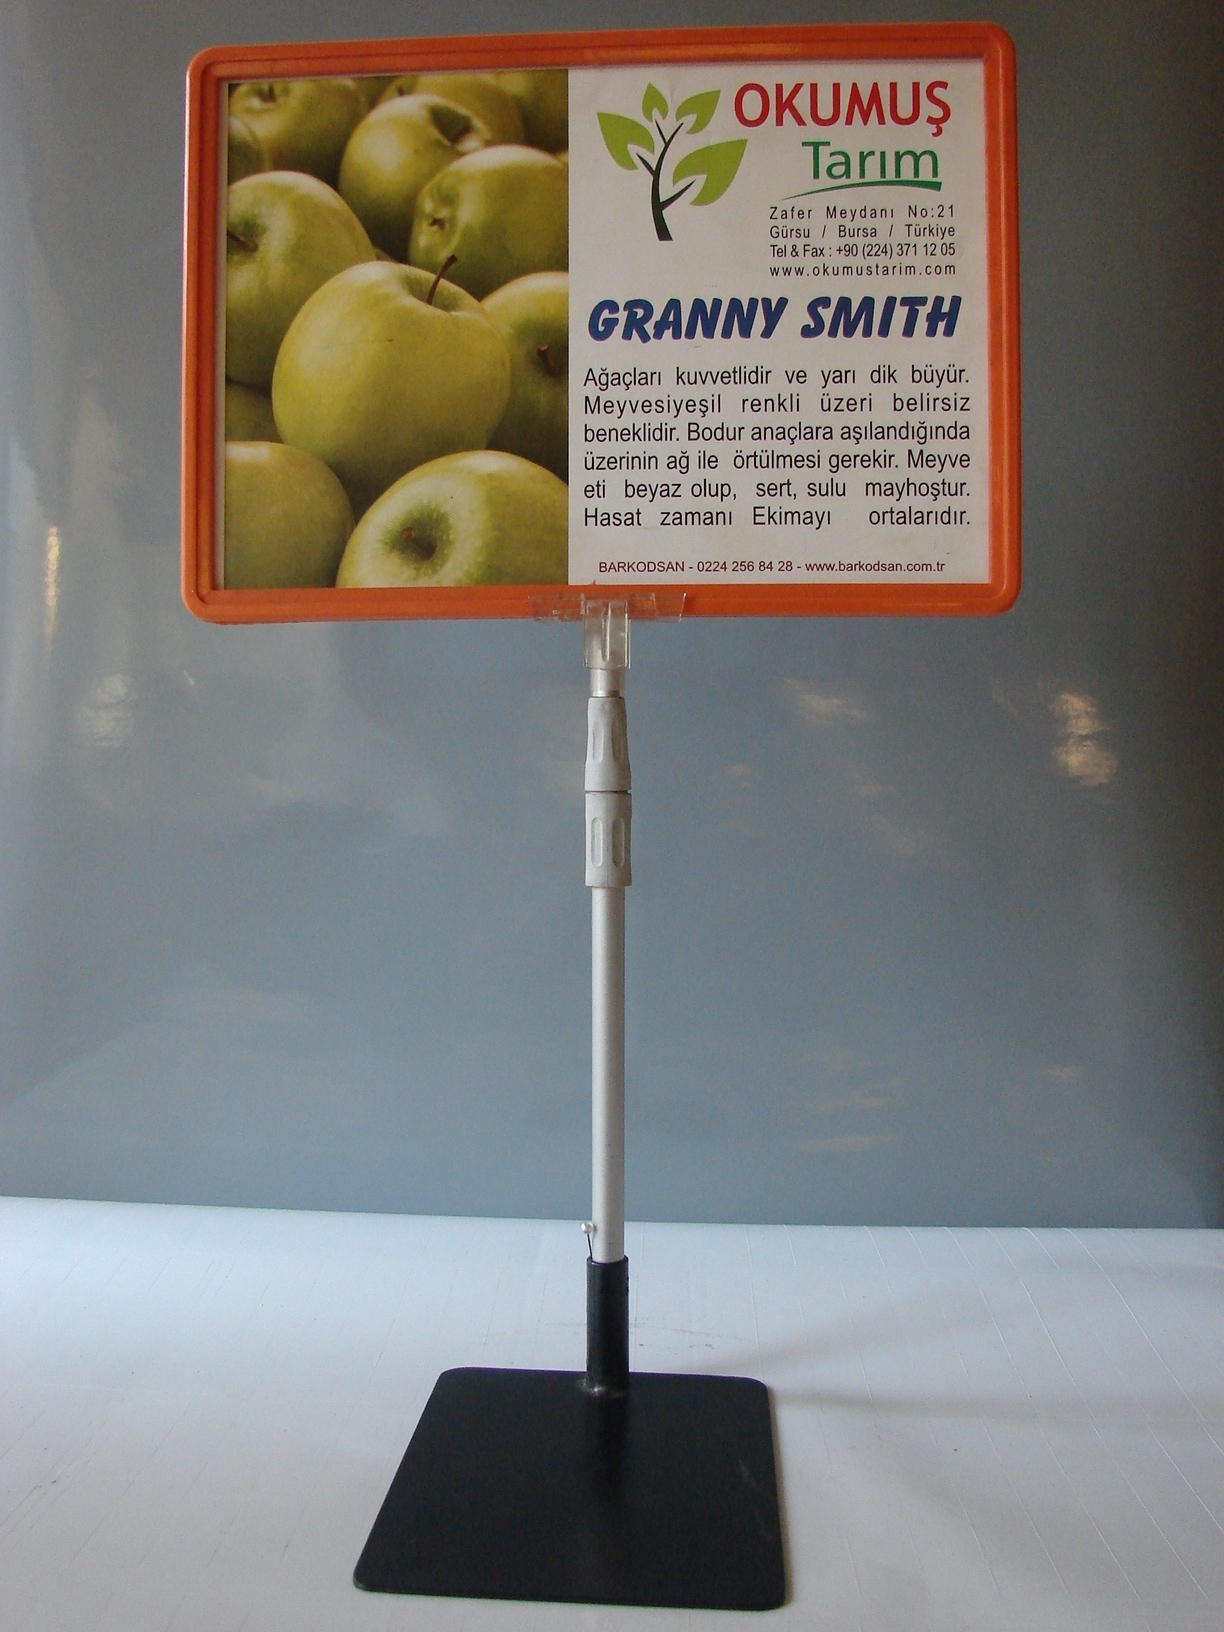 OKUMUŞ
Tarım
Zafer Meydanı No:21
Gürsu / Bursa / Türkiye
Tel & Fax : +90 (224) 371 12 05
www.okumustarim.com
GRANNY SMITH
Ağaçları kuvvetlidir ve yarı dik büyür.
Meyvesiyeşil renkli üzeri belirsiz
beneklidir. Bodur anaçlara aşılandığında
üzerinin ağ ile örtülmesi gerekir. Meyve
eti beyaz olup, sert, sulu mayhoştur.
Hasat zamanı Ekimayı ortalarıdır.
BARKODSAN - 0224 256 84 28 - www.barkodsan.com.tr